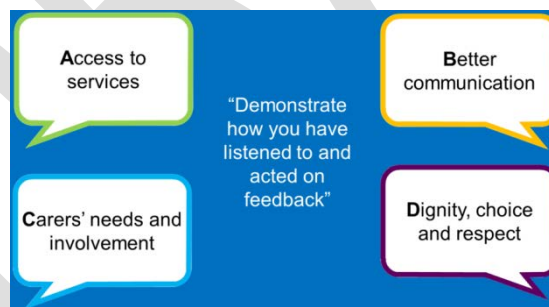 Access to
services
Better
communication
“Demonstrate
how you have
listened to and
acted on
feedback”
Carers’ needs and
involvement
Dignity, choice
and respect